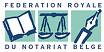 FEDERATION ROYALE
DU NOTARIAT BELGE